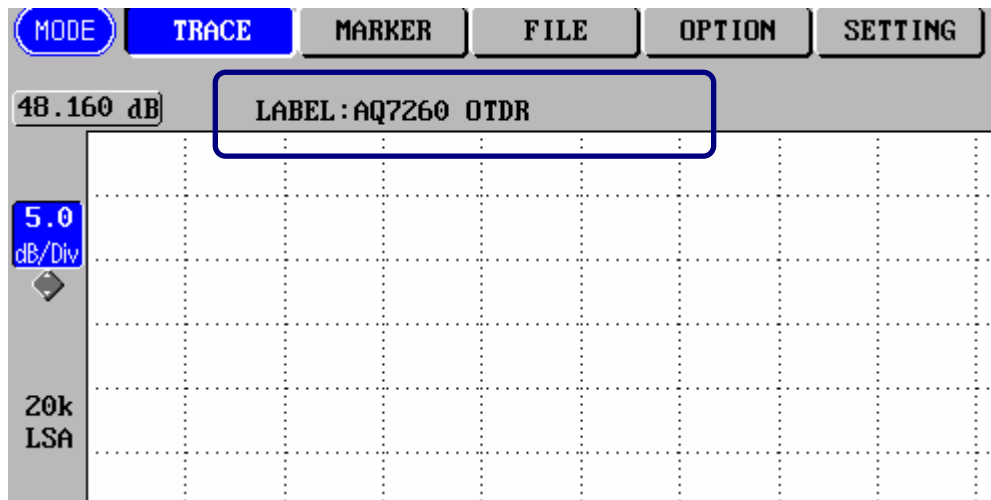 MODE TRACE MARKER FILE OPTION SETTING
48.160 dB LABEL:AQ7260 OTDR
5.0
dB/Div
20k
LSA